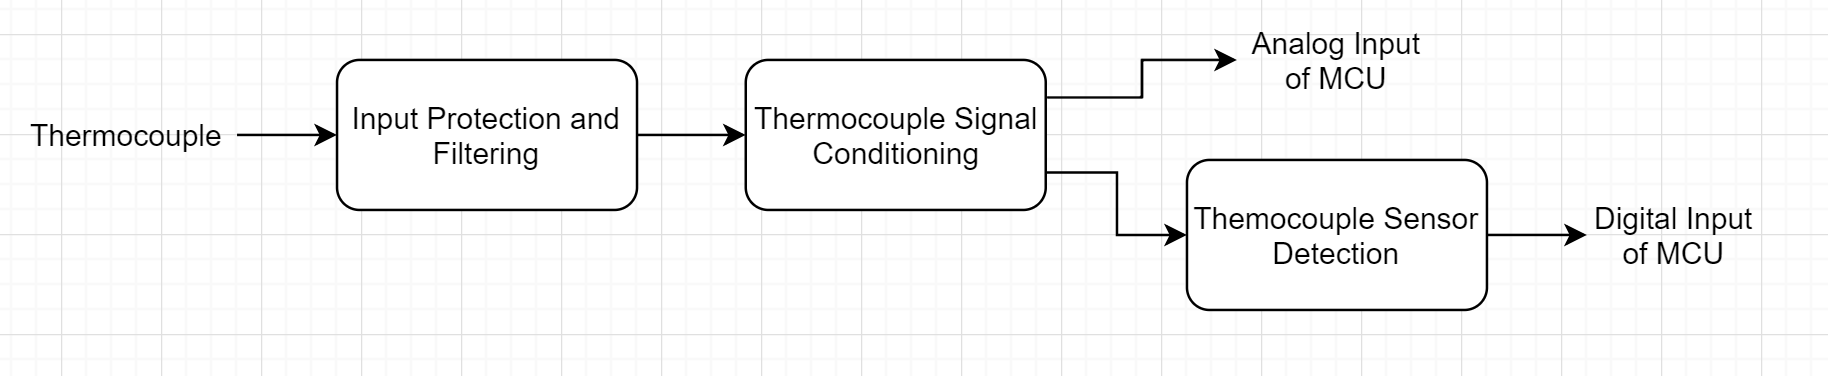 Thermocouple
Input Protection and
Filtering
Thermocouple Signal
Conditioning
Analog Input
of MCU
Themocouple Sensor
Detection
Digital Input
of MCU